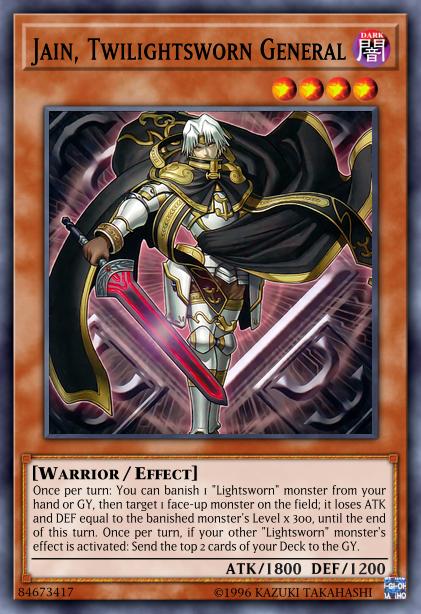 Jain, Twilightsworn General
DARK
闇
[Warrior / Effect]
Once per turn: You can banish 1 "Lightsworn" monster from your
hand or GY, then target 1 face-up monster on the field; it loses ATK
and DEF equal to the banished monster's Level x 300, until the end
of this turn. Once per turn, if your other "Lightsworn" monster's
effect is activated: Send the top 2 cards of your Deck to the GY.
ATK/1800 DEF/1200
84673417 ©1996 KAZUKI TAKAHASHI